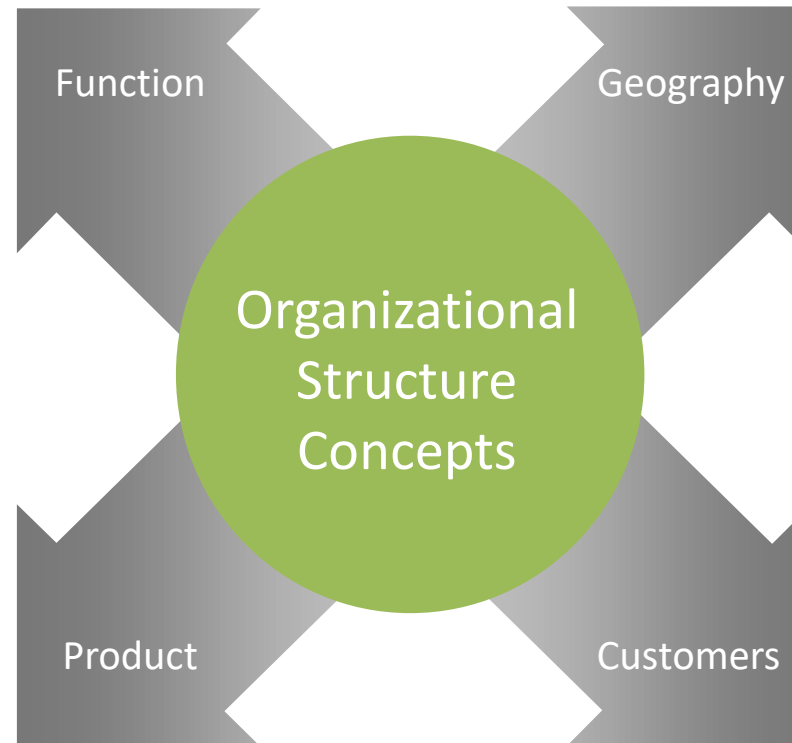 Function
Geography
Organizational
Structure
Concepts
Product
Customers